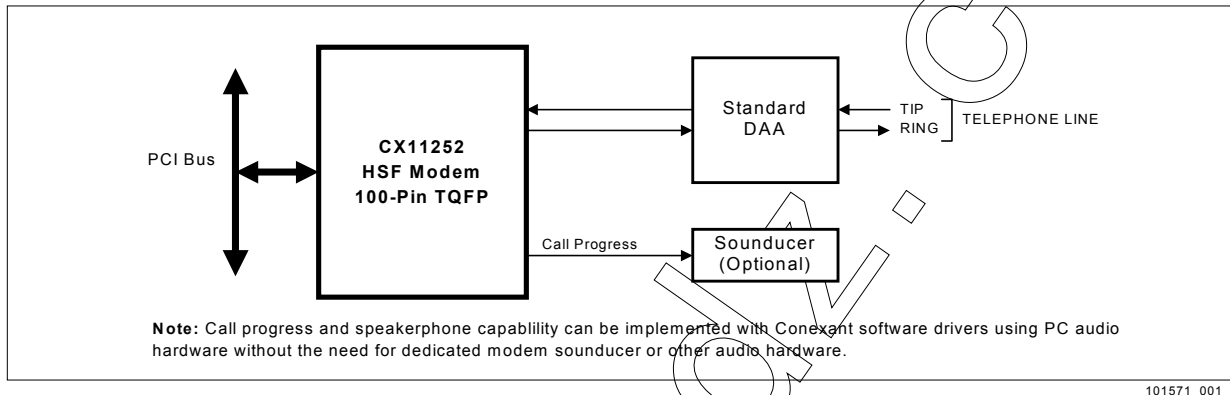 PCI Bus
CX11252
HSF Modem
100-Pin TQFP
Standard
DAA
TIP
RING
TELEPHONE LINE
Call Progress
Sounducer
(Optional)
Note: Call progress and speakerphone capablility can be implemented with Conexant software drivers using PC audio
hardware without the need for dedicated modem sounducer or other audio hardware.
101571_001